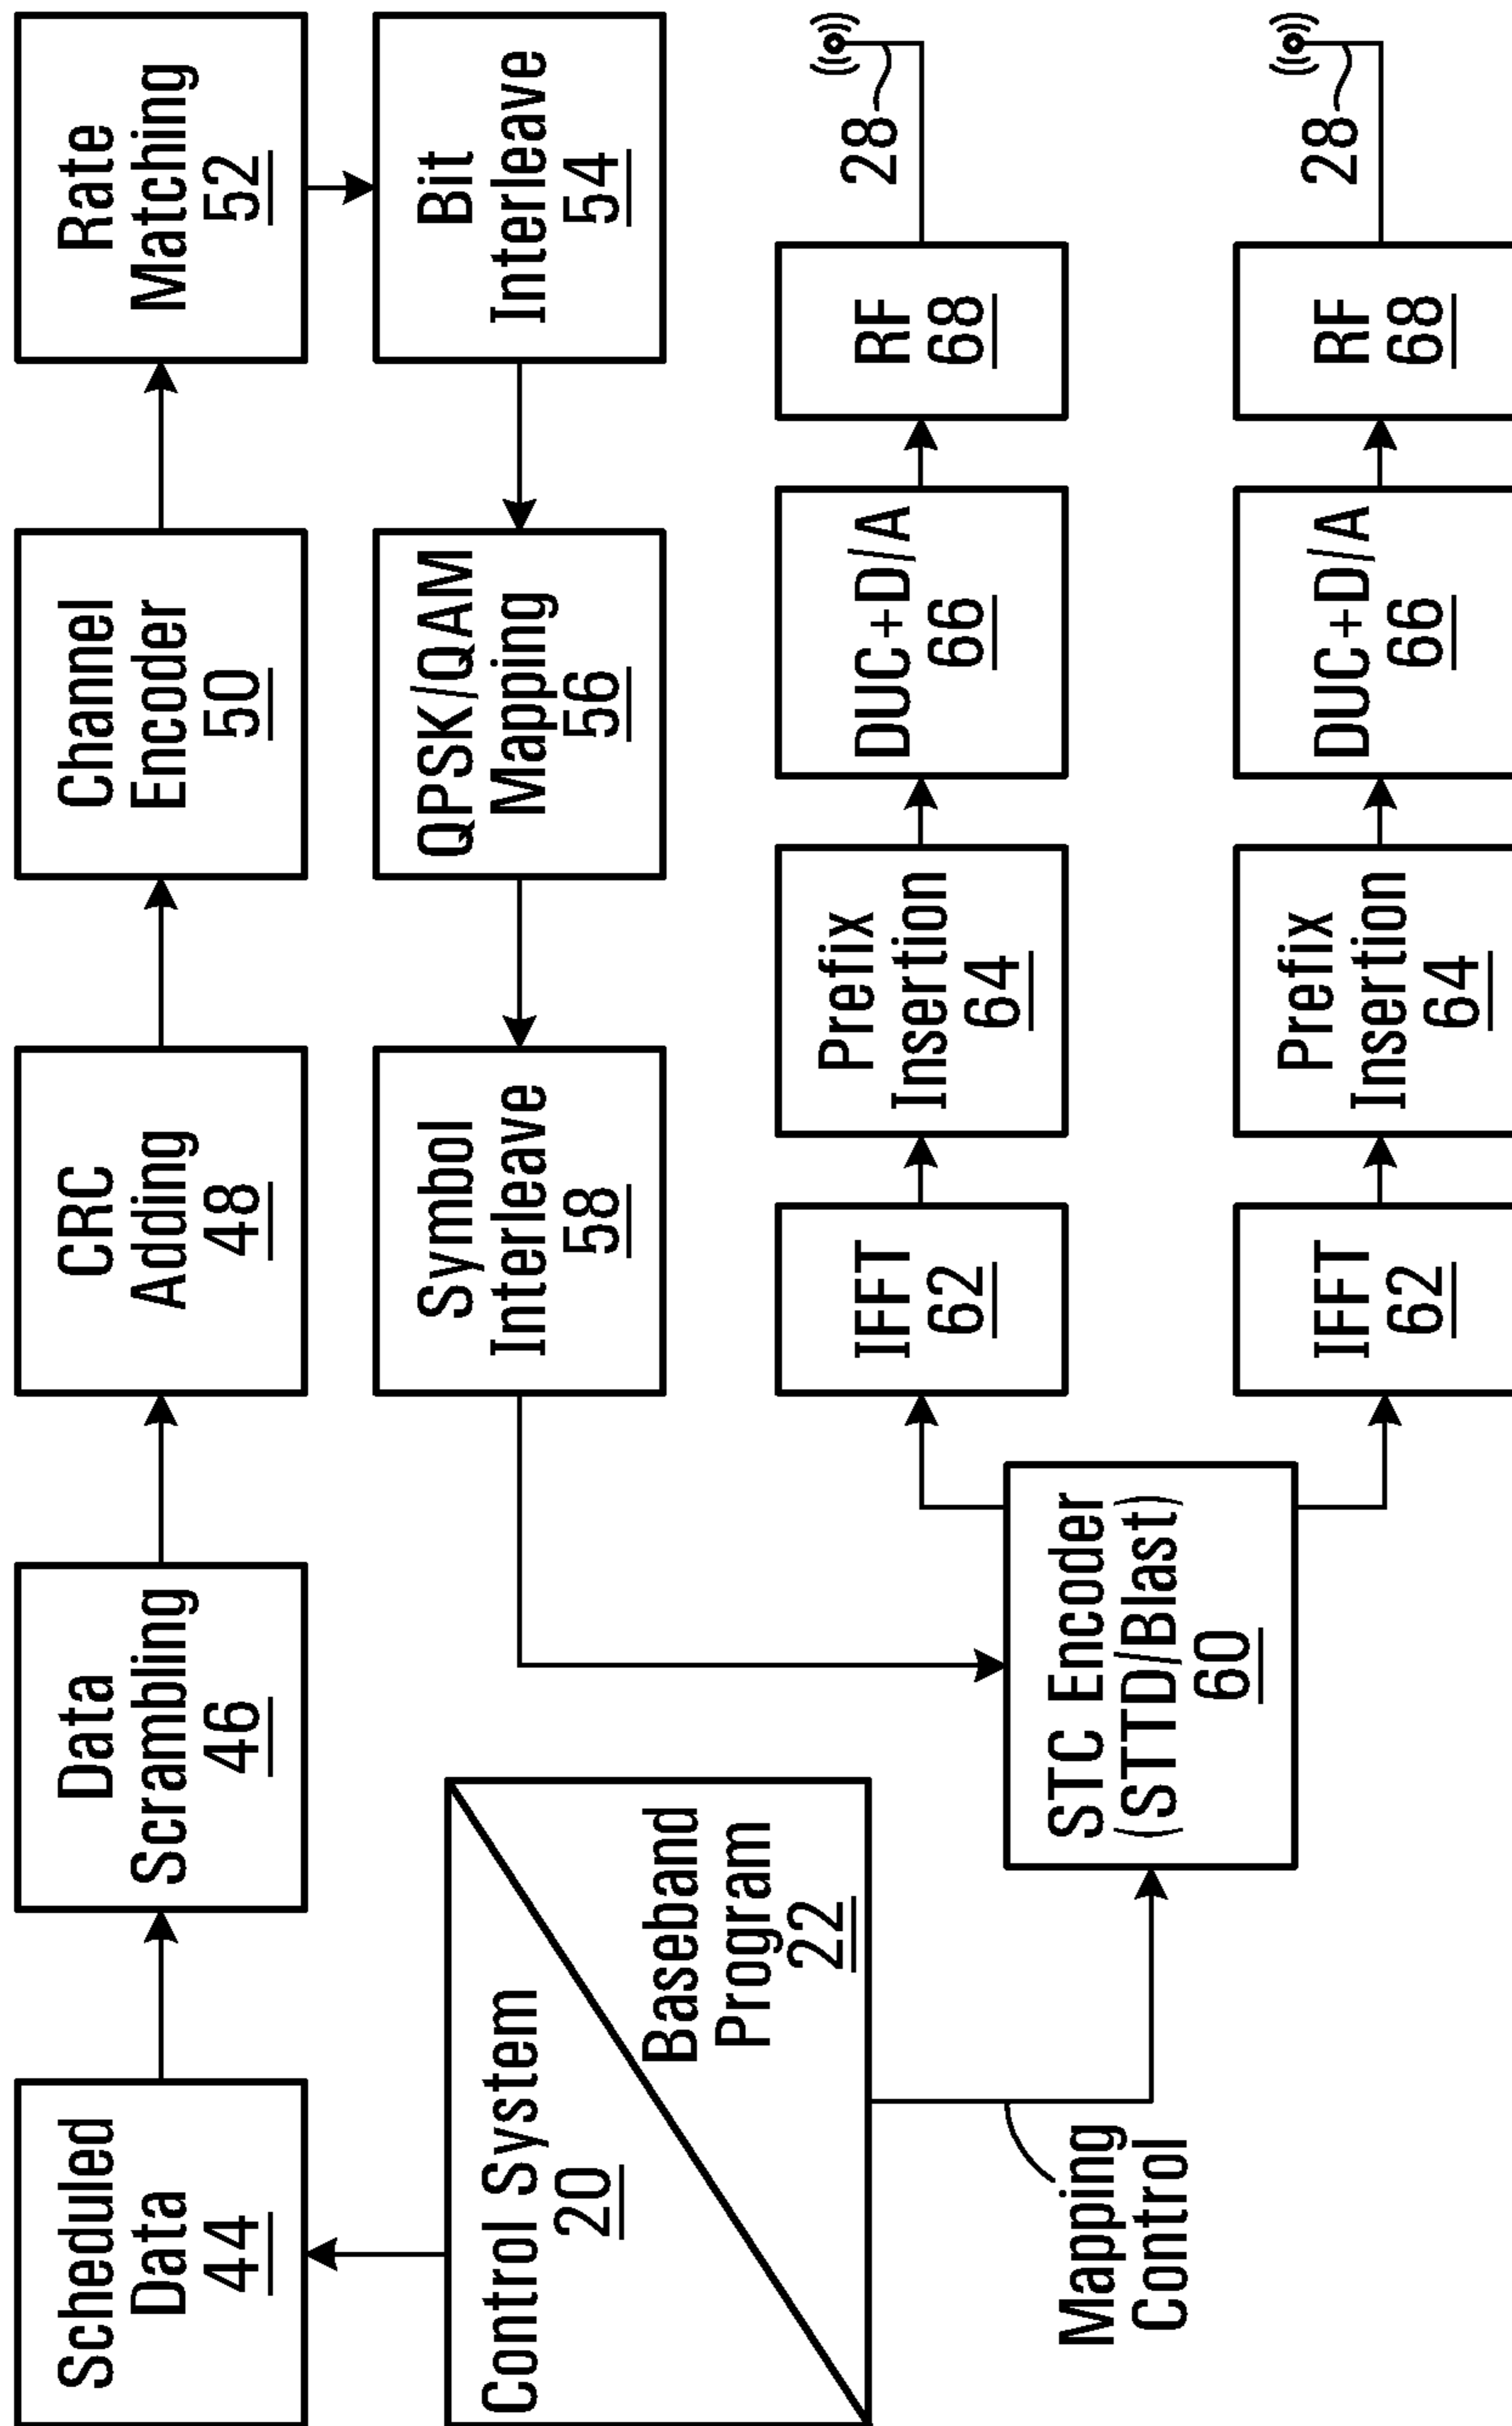 Scheduled
Data
44
Data
Scrambling
46
CRC
Adding
48
Channel
Encoder
50
Rate
Matching
52
Control System
20
Baseband
Program
22
Symbol
Interleave
58
QPSK/QAM
Mapping
56
Bit
Interleave
54
Mapping
Control
STC Encoder
(STTD/Blast)
60
IFFT
62
Prefix
Insertion
64
DUC+D/A
66
RF
68
28
IFFT
62
Prefix
Insertion
64
DUC+D/A
66
RF
68
28